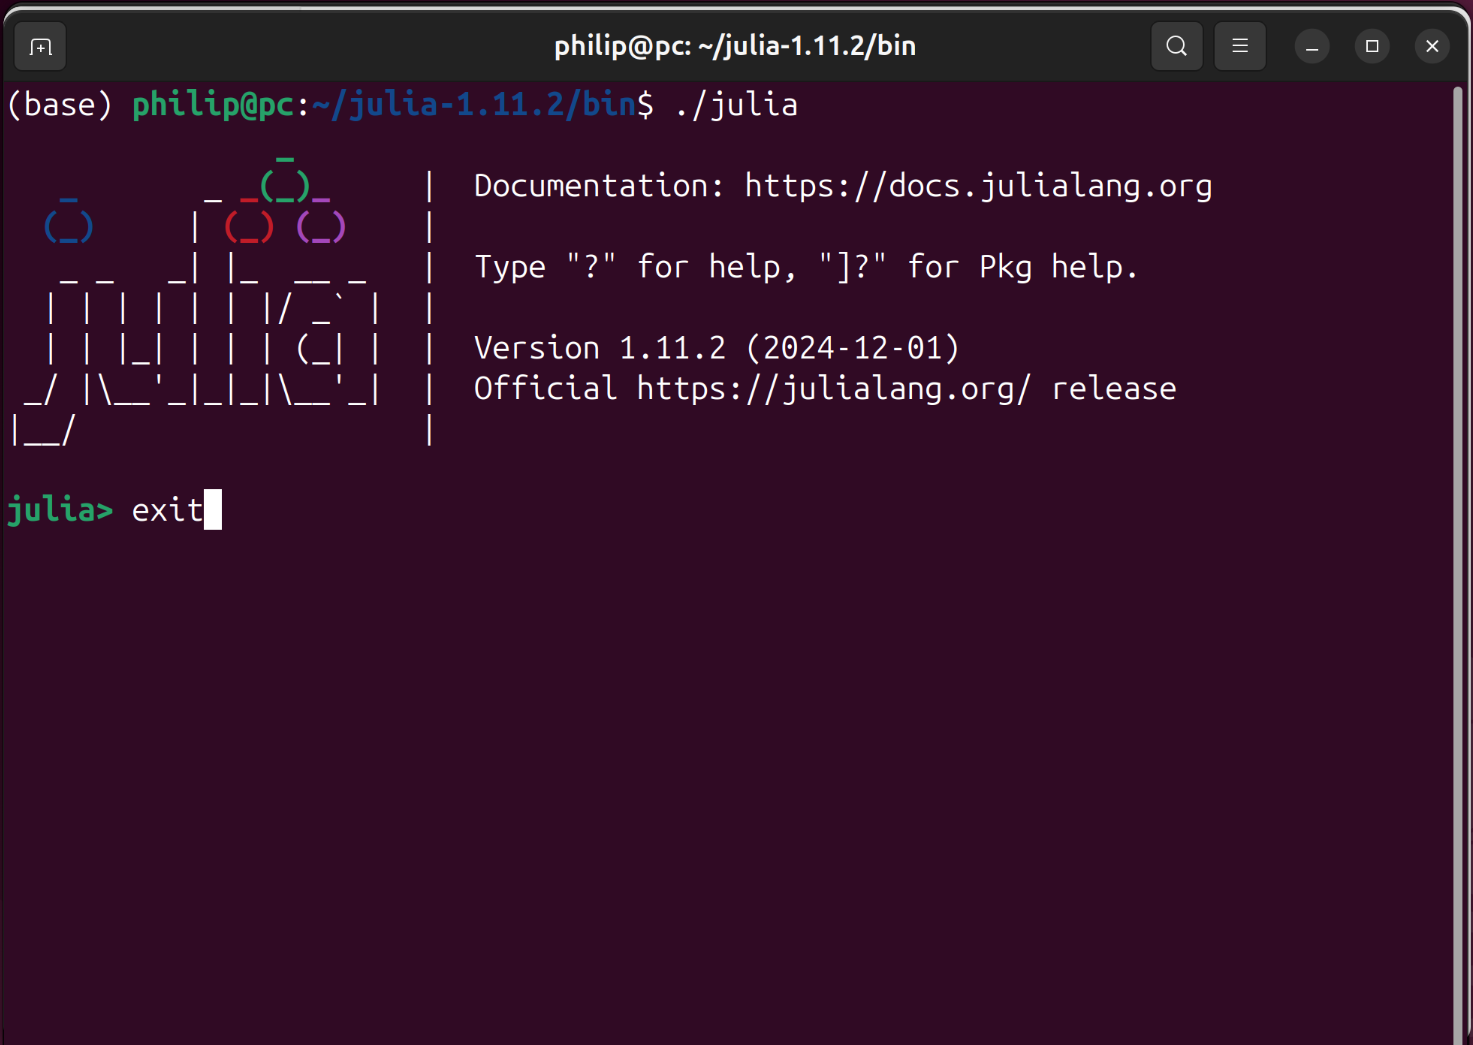 philip@pc: ~/julia-1.11.2/bin
(base) philip@pc:~/julia-1.11.2/bin$ ./julia
               _
   _       _ _(_)_     |  Documentation: https://docs.julialang.org
  (_)     | (_) (_)    |
   _ _   _| |_  __ _   |  Type "?" for help, "]?" for Pkg help.
  | | | | | | |/ _` |  |
  | | |_| | | | (_| |  |  Version 1.11.2 (2024-12-01)
 _/ |\__'_|_|_|\__'_|  |  Official https://julialang.org/ release
|__/                   |
julia> exit